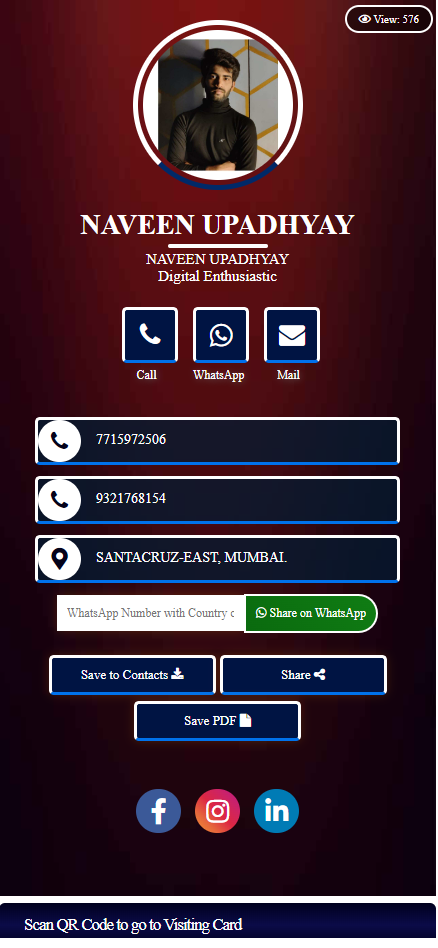 View: 576
NAVEEN UPADHYAY
NAVEEN UPADHYAY
Digital Enthusiastic
Call WhatsApp Mail
7715972506
9321768154
SANTACRUZ-EAST, MUMBAI.
WhatsApp Number with Country c Share on WhatsApp
Save to Contacts Share
Save PDF
Scan QR Code to go to Visiting Card